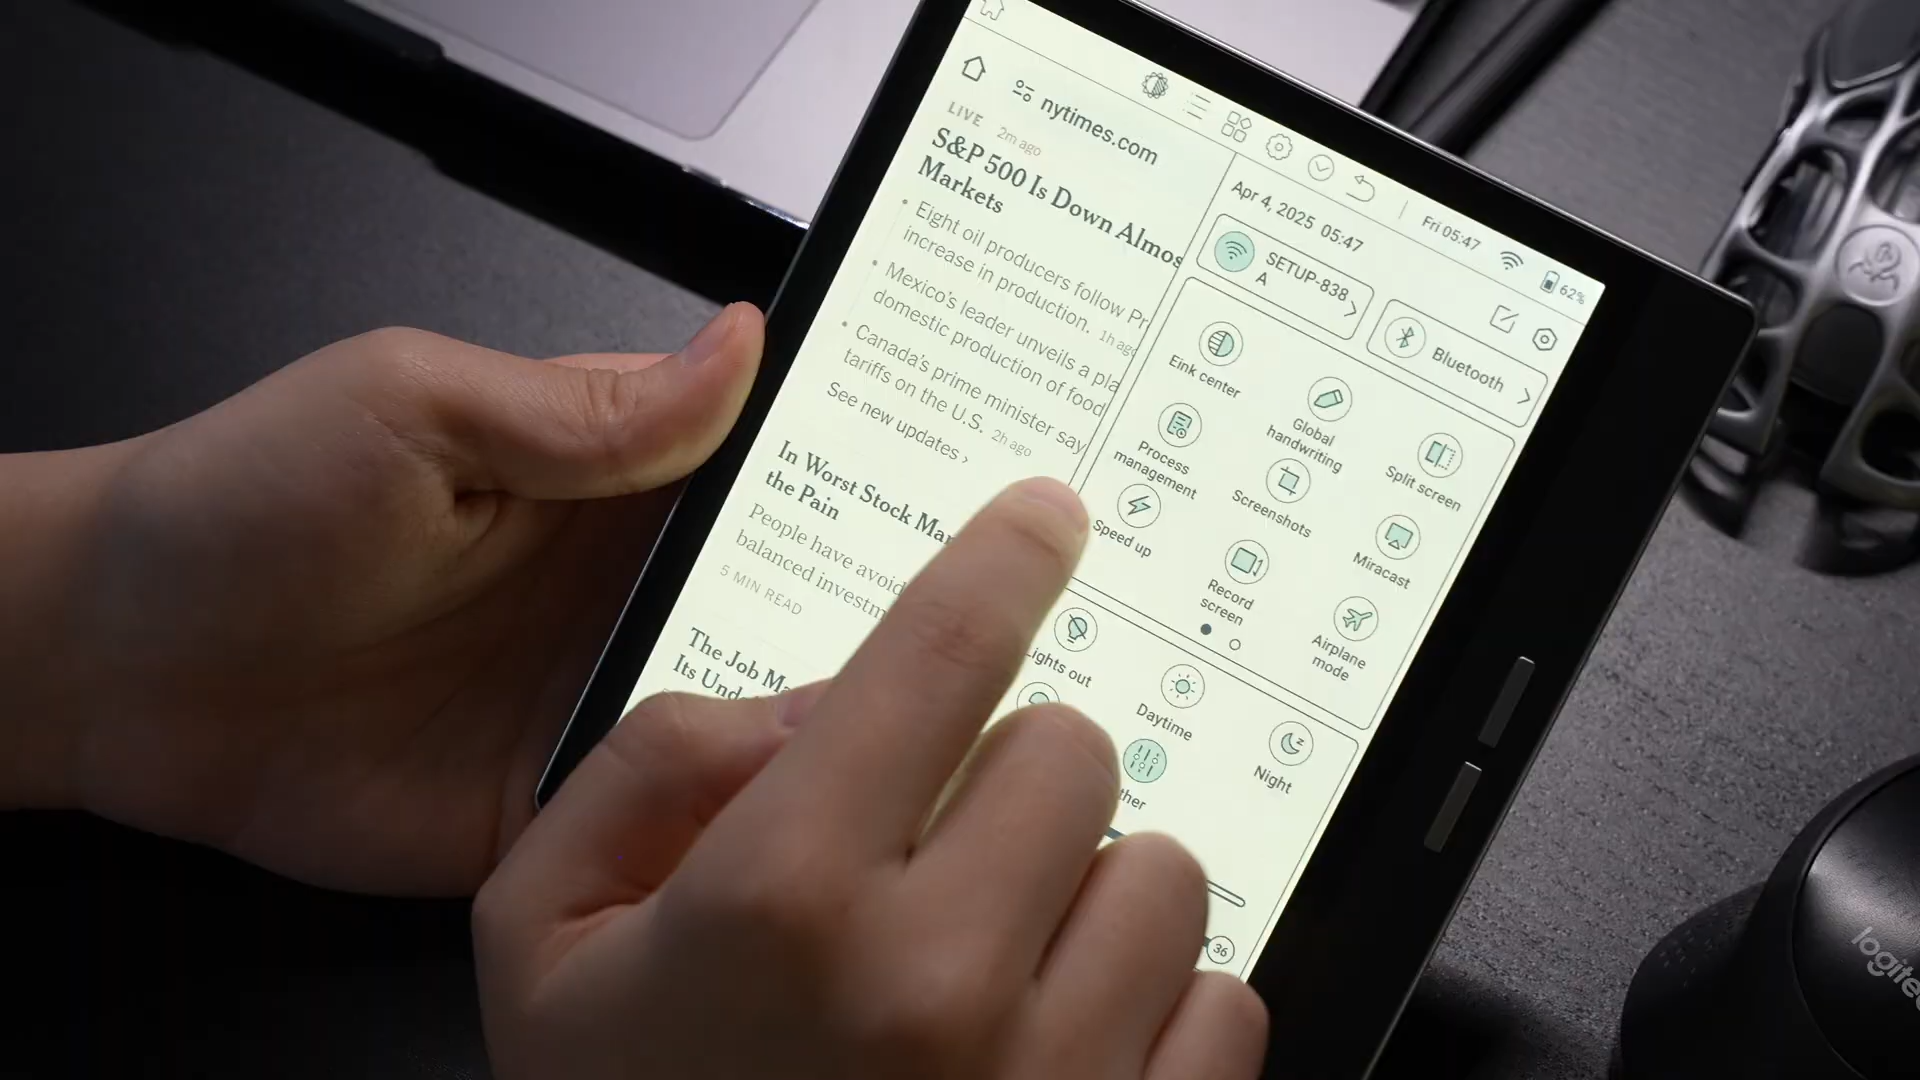 nytimes.com
LIVE 2m ago
S&P 500 Is Down Almos
Markets
Eight oil producers follow Pr
increase in production. 1h ago
Mexico's leader unveils a pla
domestic production of food
Canada's prime minister say
tariffs on the U.S. 2h ago
See new updates ›
In Worst Stock Mar
the Pain
People have avoid
balanced investm
5 MIN READ
The Job Ma
Its Und
Fri 05:47
62%
Apr 4, 2025 05:47
SETUP-838
A
Bluetooth
Eink center
Global
handwriting
Split screen
Process
management
Screenshots
Miracast
Speed up
Record
screen
Airplane
mode
Lights out
Daytime
Night
ther
36
logite